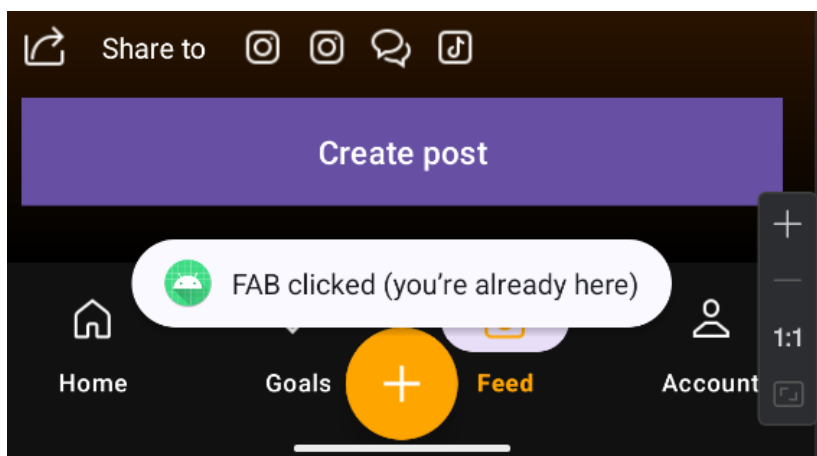 Share to
Create post
FAB clicked (you’re already here)
Home
Goals
Feed
Account
1:1